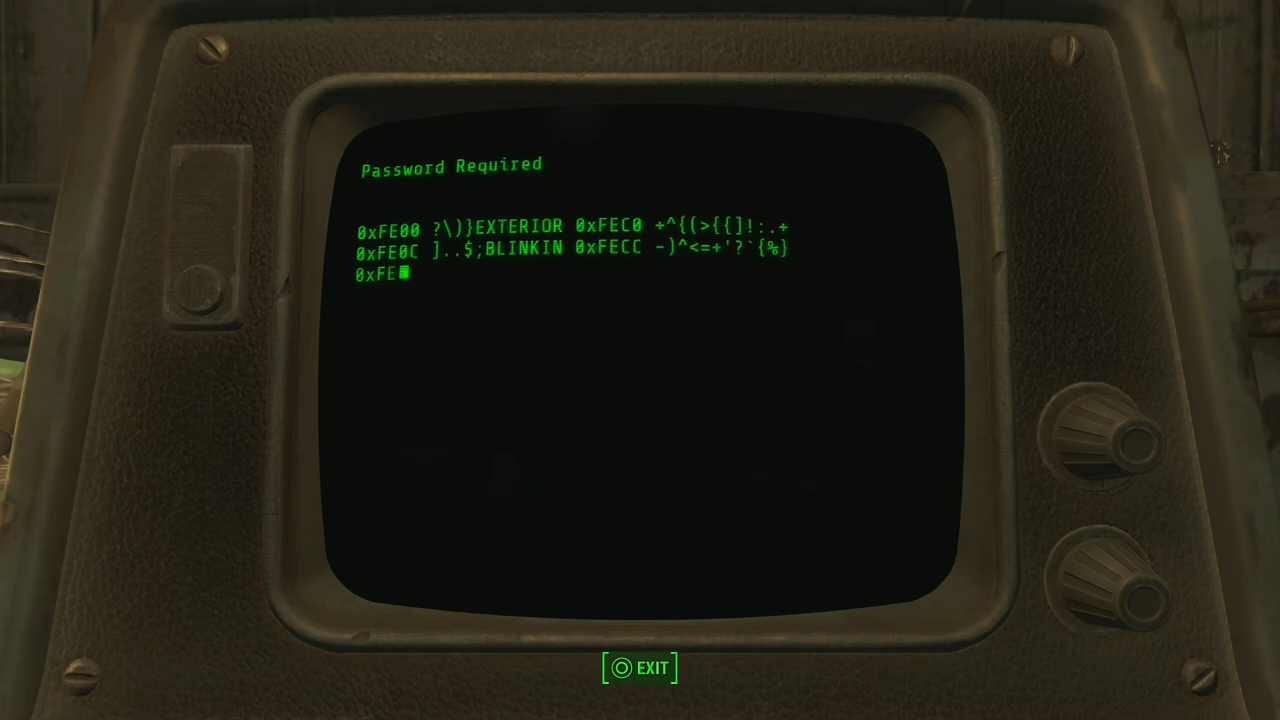 Password Required
0xFE00 ?\)}EXTERIOR 0xFEC0 +^{(>{{]!:.+
0xFE0C ]..$;BLINKIN 0xFECC -)^<=+'?`{%}
0xFE
EXIT